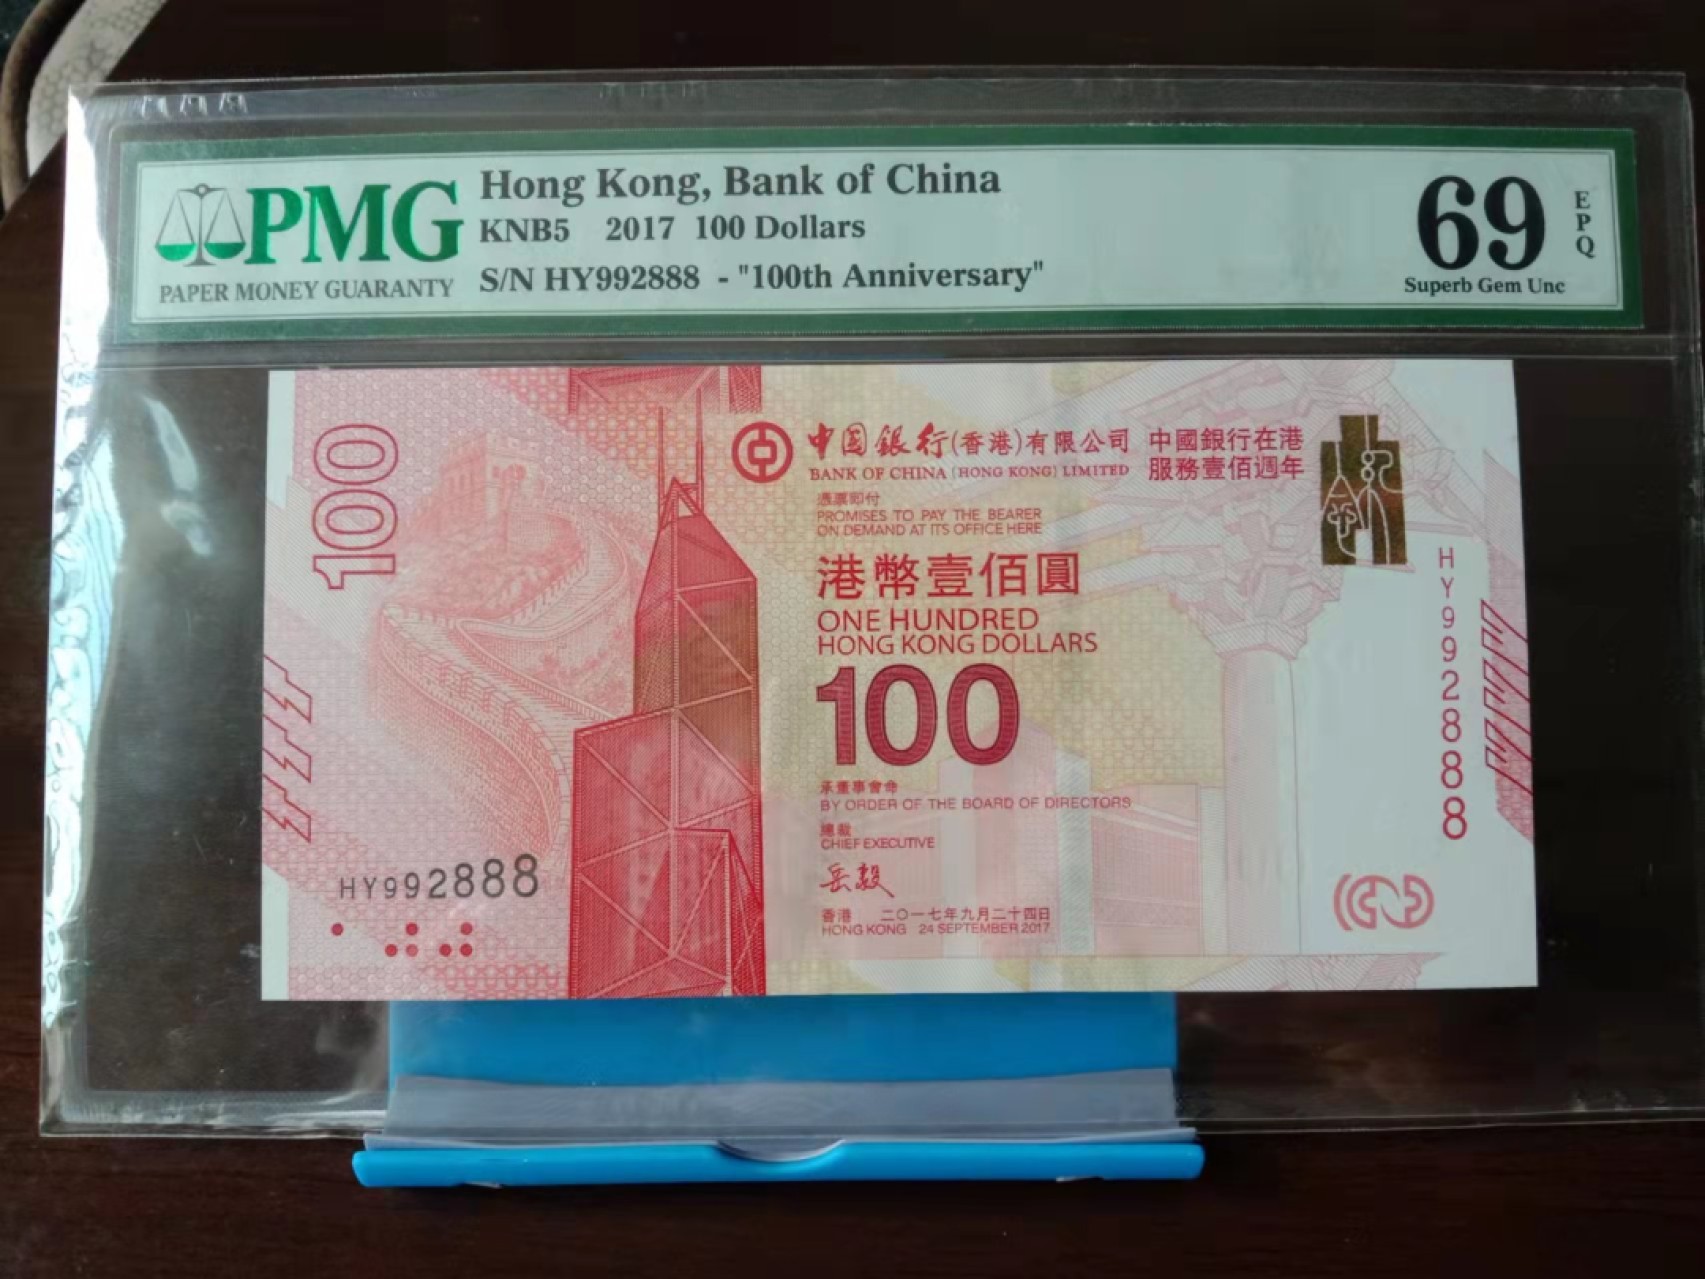 PMG
PAPER MONEY GUARANTY
Hong Kong, Bank of China
KNB5 2017 100 Dollars
S/N HY992888 - "100th Anniversary"
69
EPQ
Superb Gem Unc
100
中国銀行(香港)有限公司
BANK OF CHINA (HONG KONG) LIMITED
中國銀行在港
服務壹佰週年
憑票即付
PROMISES TO PAY THE BEARER
ON DEMAND AT ITS OFFICE HERE
港幣壹佰圓
ONE HUNDRED
HONG KONG DOLLARS
100
承董事會命
BY ORDER OF THE BOARD OF DIRECTORS
總裁
CHIEF EXECUTIVE
岳毅
香港 二〇一七年九月二十四日
HONG KONG 24 SEPTEMBER 2017
HY992888
HY992888